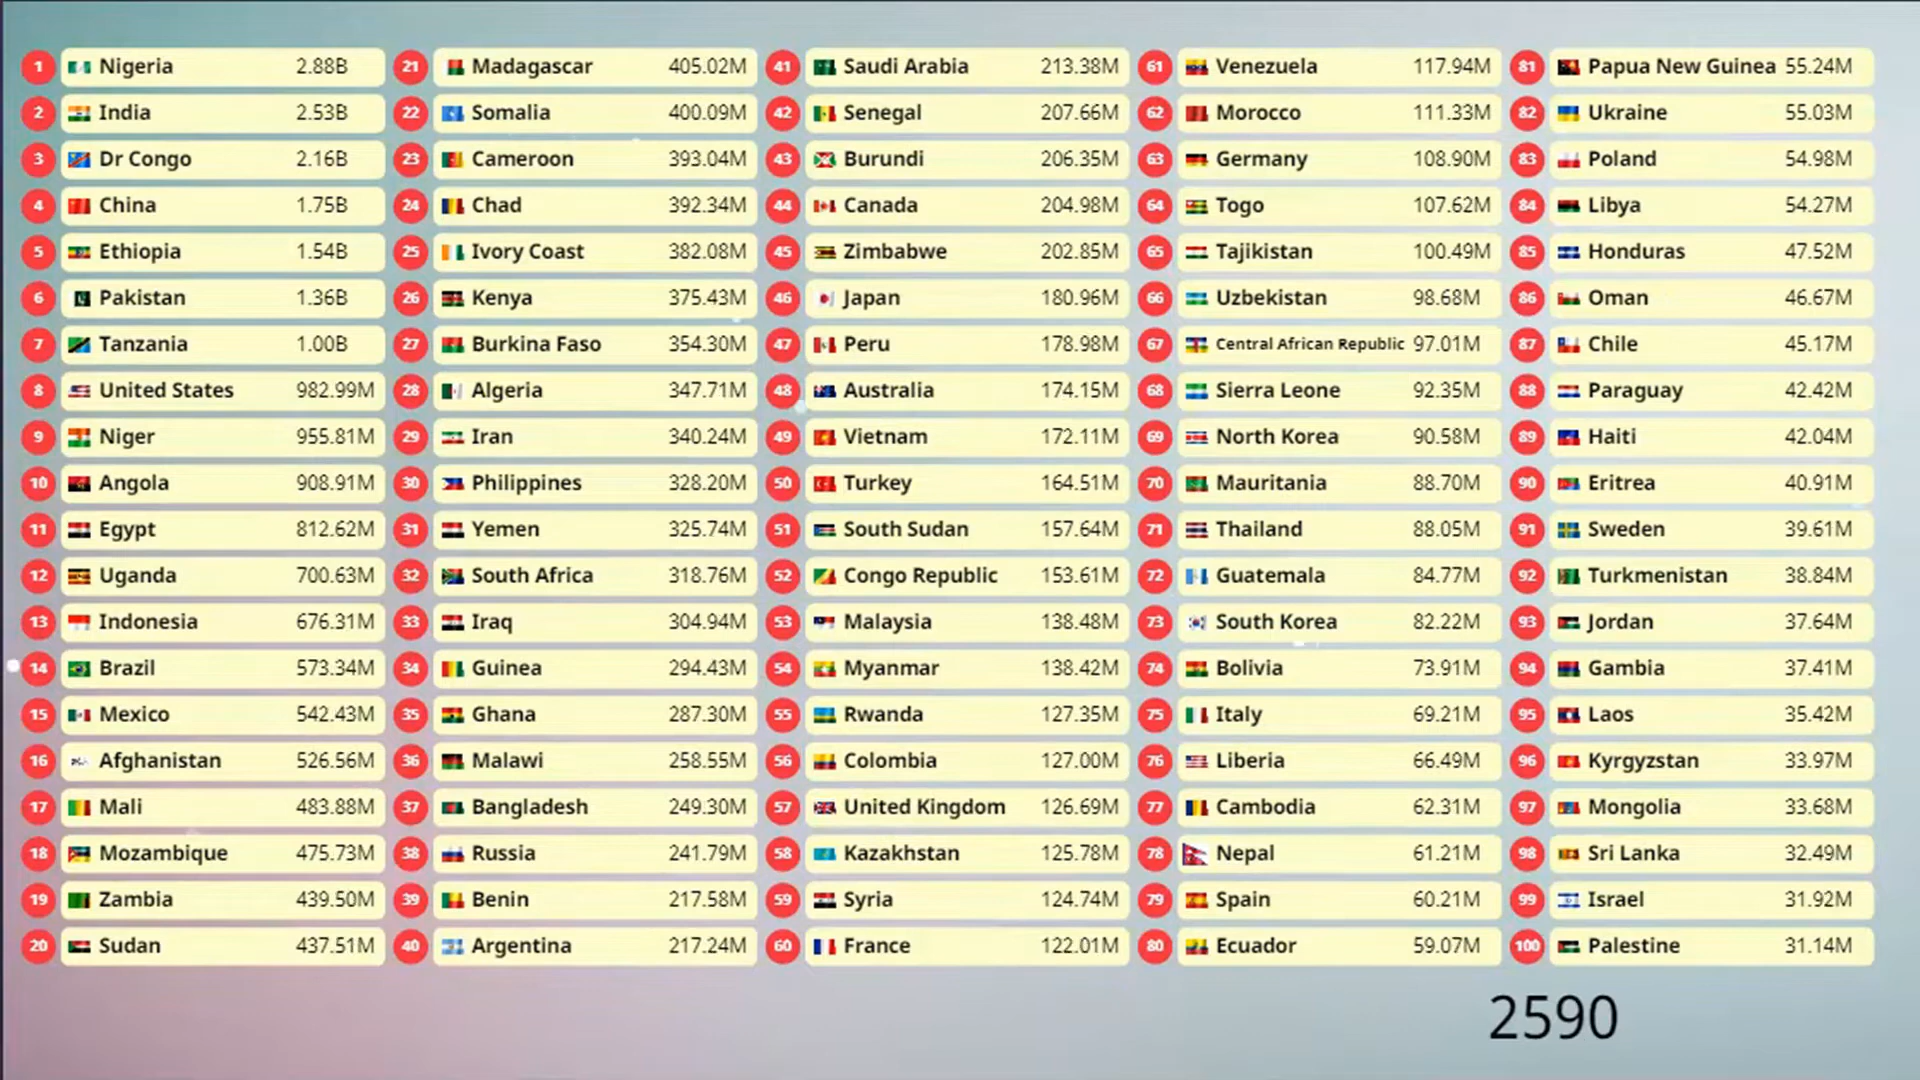 1 Nigeria 2.88B
2 India 2.53B
3 Dr Congo 2.16B
4 China 1.75B
5 Ethiopia 1.54B
6 Pakistan 1.36B
7 Tanzania 1.00B
8 United States 982.99M
9 Niger 955.81M
10 Angola 908.91M
11 Egypt 812.62M
12 Uganda 700.63M
13 Indonesia 676.31M
14 Brazil 573.34M
15 Mexico 542.43M
16 Afghanistan 526.56M
17 Mali 483.88M
18 Mozambique 475.73M
19 Zambia 439.50M
20 Sudan 437.51M
21 Madagascar 405.02M
22 Somalia 400.09M
23 Cameroon 393.04M
24 Chad 392.34M
25 Ivory Coast 382.08M
26 Kenya 375.43M
27 Burkina Faso 354.30M
28 Algeria 347.71M
29 Iran 340.24M
30 Philippines 328.20M
31 Yemen 325.74M
32 South Africa 318.76M
33 Iraq 304.94M
34 Guinea 294.43M
35 Ghana 287.30M
36 Malawi 258.55M
37 Bangladesh 249.30M
38 Russia 241.79M
39 Benin 217.58M
40 Argentina 217.24M
41 Saudi Arabia 213.38M
42 Senegal 207.66M
43 Burundi 206.35M
44 Canada 204.98M
45 Zimbabwe 202.85M
46 Japan 180.96M
47 Peru 178.98M
48 Australia 174.15M
49 Vietnam 172.11M
50 Turkey 164.51M
51 South Sudan 157.64M
52 Congo Republic 153.61M
53 Malaysia 138.48M
54 Myanmar 138.42M
55 Rwanda 127.35M
56 Colombia 127.00M
57 United Kingdom 126.69M
58 Kazakhstan 125.78M
59 Syria 124.74M
60 France 122.01M
61 Venezuela 117.94M
62 Morocco 111.33M
63 Germany 108.90M
64 Togo 107.62M
65 Tajikistan 100.49M
66 Uzbekistan 98.68M
67 Central African Republic 97.01M
68 Sierra Leone 92.35M
69 North Korea 90.58M
70 Mauritania 88.70M
71 Thailand 88.05M
72 Guatemala 84.77M
73 South Korea 82.22M
74 Bolivia 73.91M
75 Italy 69.21M
76 Liberia 66.49M
77 Cambodia 62.31M
78 Nepal 61.21M
79 Spain 60.21M
80 Ecuador 59.07M
81 Papua New Guinea 55.24M
82 Ukraine 55.03M
83 Poland 54.98M
84 Libya 54.27M
85 Honduras 47.52M
86 Oman 46.67M
87 Chile 45.17M
88 Paraguay 42.42M
89 Haiti 42.04M
90 Eritrea 40.91M
91 Sweden 39.61M
92 Turkmenistan 38.84M
93 Jordan 37.64M
94 Gambia 37.41M
95 Laos 35.42M
96 Kyrgyzstan 33.97M
97 Mongolia 33.68M
98 Sri Lanka 32.49M
99 Israel 31.92M
100 Palestine 31.14M
2590